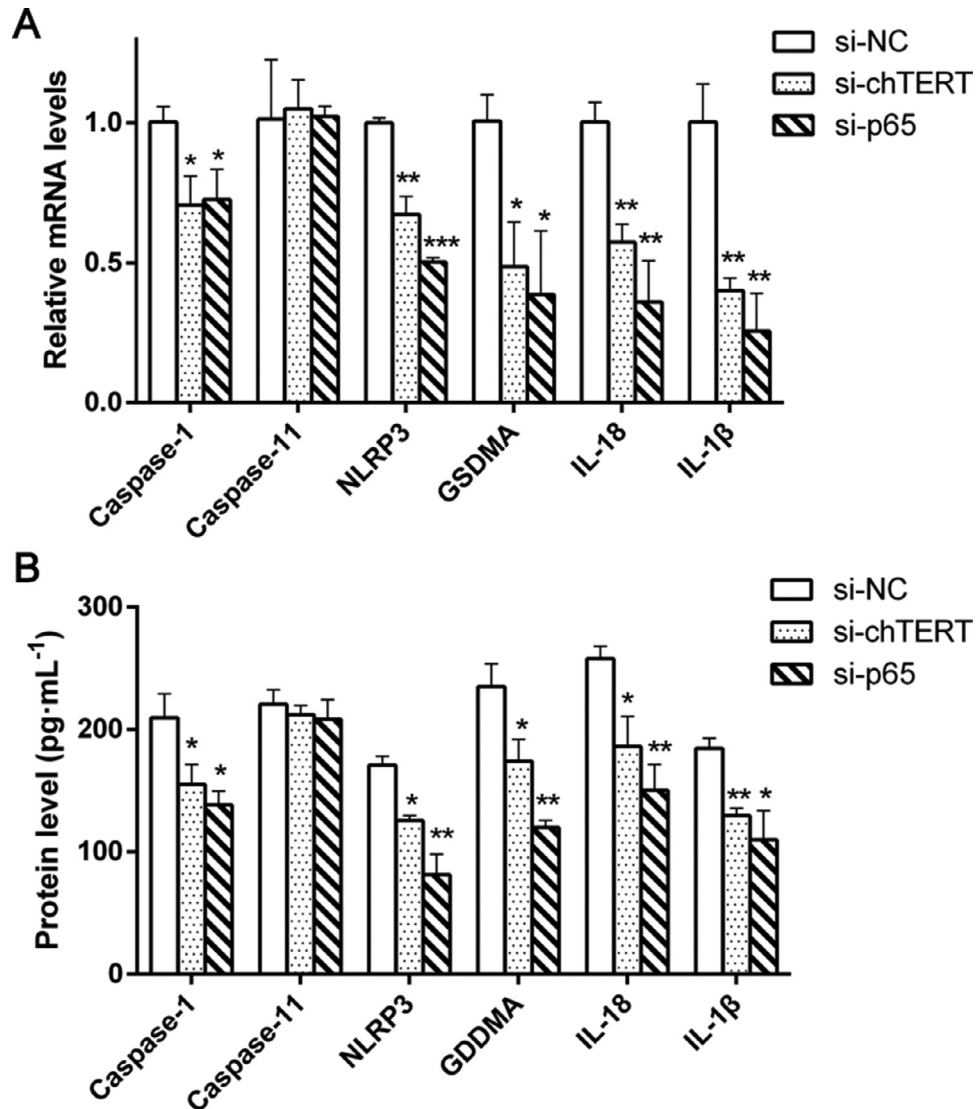 A
si-NC
si-chTERT
si-p65
Relative mRNA levels
1.0
0.5
0.0
* *
** ***
* *
** **
** **
Caspase-1
Caspase-11
NLRP3
GSDMA
IL-18
IL-1β
B
si-NC
si-chTERT
si-p65
Protein level (pg·mL⁻¹)
300
200
100
0
* *
* **
* **
* **
** *
Caspase-1
Caspase-11
NLRP3
GDDMA
IL-18
IL-1β